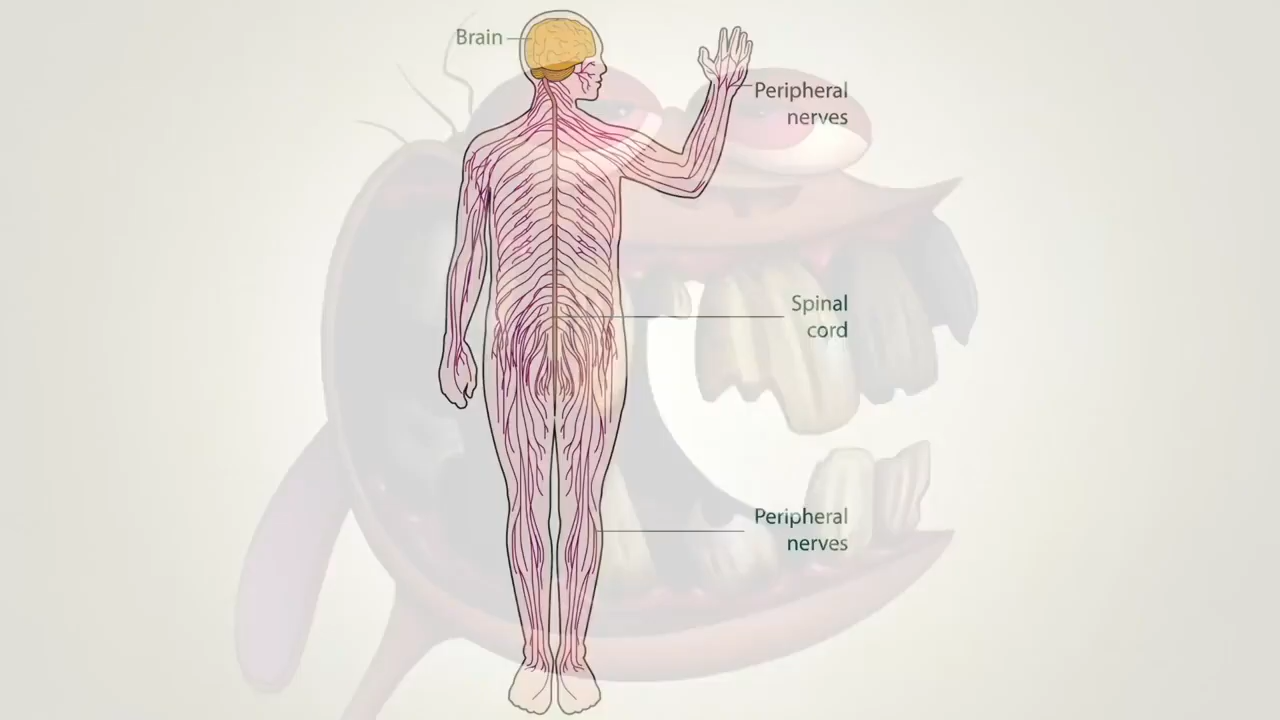 Brain
Peripheral
nerves
Spinal
cord
Peripheral
nerves